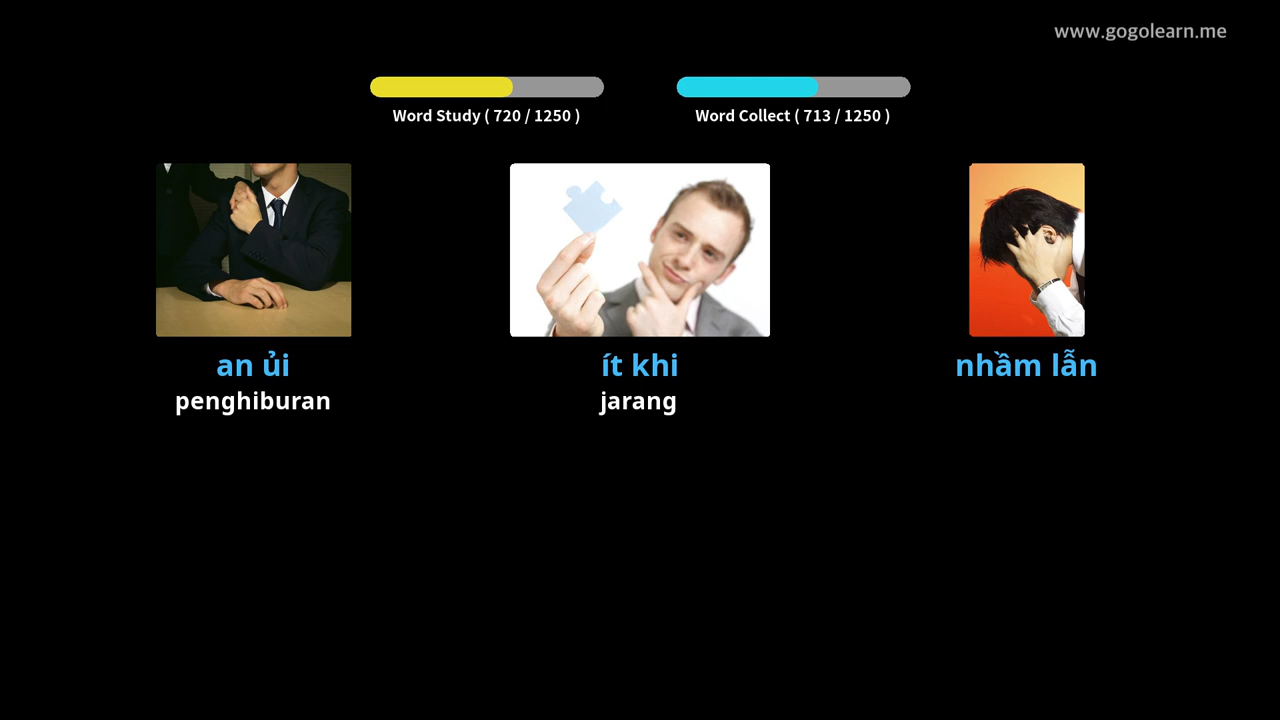 www.gogolearn.me
Word Study ( 720 / 1250 )
Word Collect ( 713 / 1250 )
an ủi
ít khi
nhầm lẫn
penghiburan
jarang